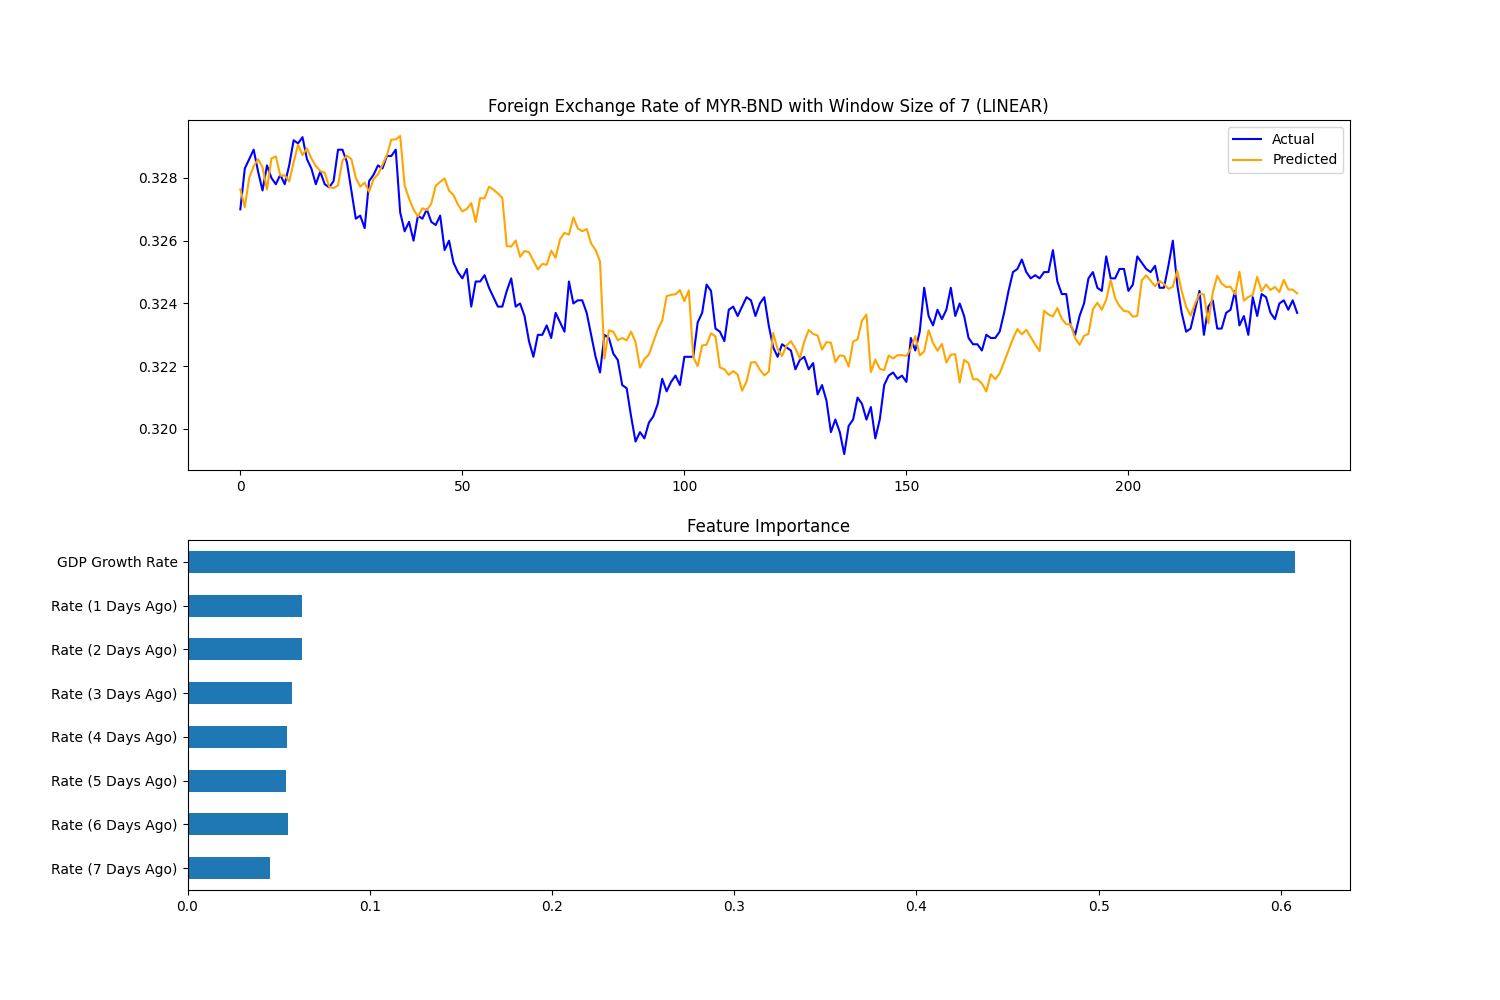 Foreign Exchange Rate of MYR-BND with Window Size of 7 (LINEAR)
Actual
Predicted
0.328
0.326
0.324
0.322
0.320
0 50 100 150 200
Feature Importance
GDP Growth Rate
Rate (1 Days Ago)
Rate (2 Days Ago)
Rate (3 Days Ago)
Rate (4 Days Ago)
Rate (5 Days Ago)
Rate (6 Days Ago)
Rate (7 Days Ago)
0.0 0.1 0.2 0.3 0.4 0.5 0.6